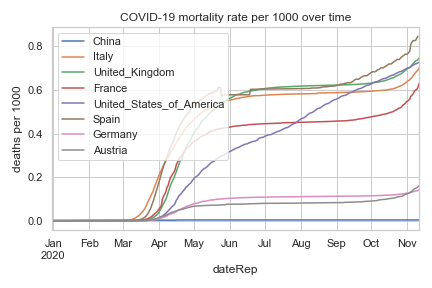 COVID-19 mortality rate per 1000 over time
deaths per 1000
0.8
0.6
0.4
0.2
0.0
China
Italy
United_Kingdom
France
United_States_of_America
Spain
Germany
Austria
Jan Feb Mar Apr May Jun Jul Aug Sep Oct Nov
2020
dateRep